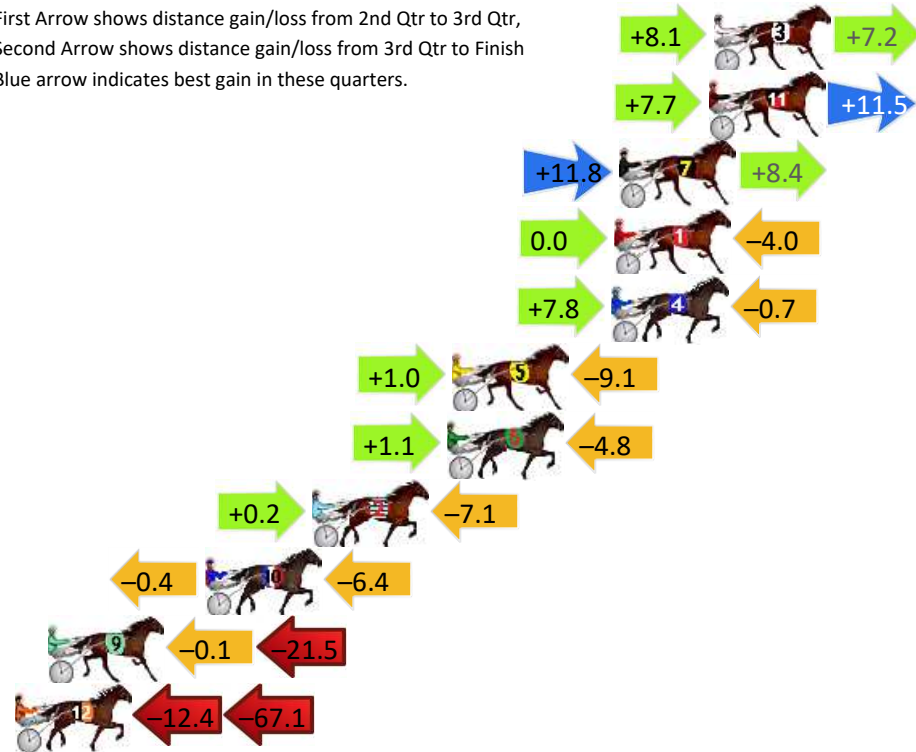 First Arrow shows distance gain/loss from 2nd Qtr to 3rd Qtr,
Second Arrow shows distance gain/loss from 3rd Qtr to Finish
Blue arrow indicates best gain in these quarters.
+8.1 3 +7.2
+7.7 11 +11.5
+11.8 7 +8.4
0.0 1 –4.0
+7.8 4 –0.7
+1.0 5 –9.1
+1.1 6 –4.8
+0.2 2 –7.1
–0.4 10 –6.4
9 –0.1 –21.5
12 –12.4 –67.1